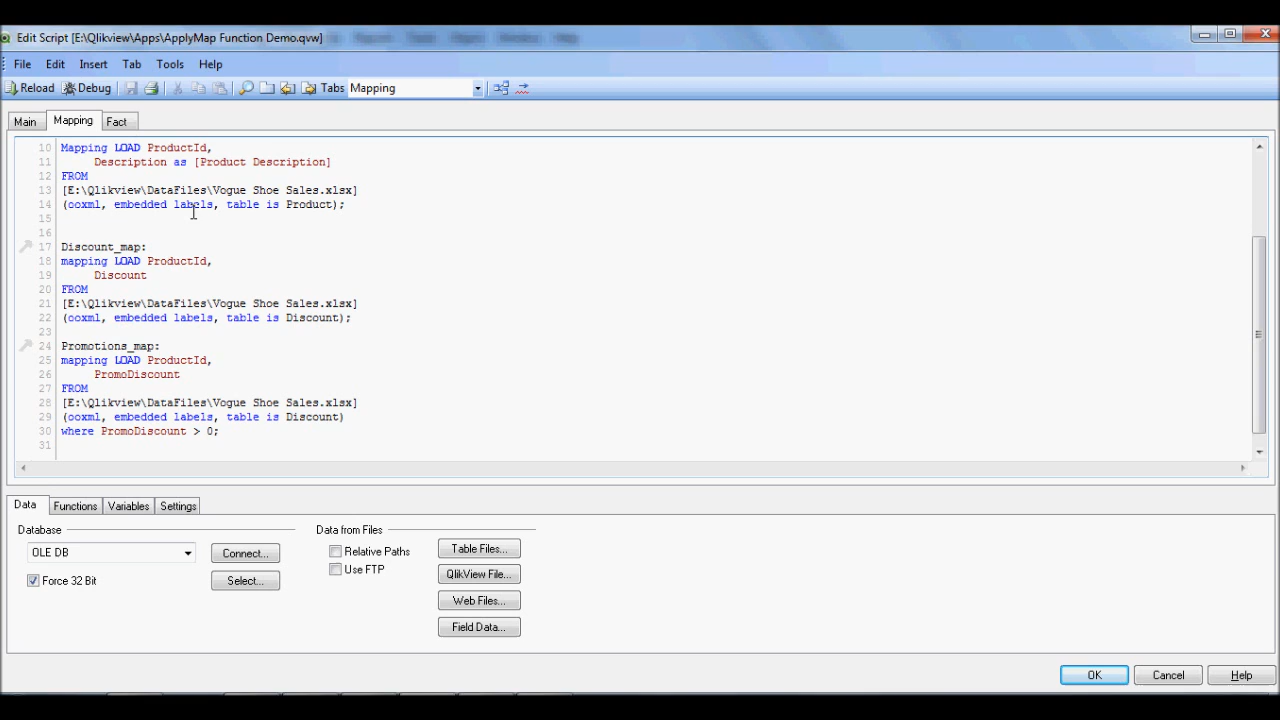 Edit Script [E:\Qlikview\Apps\ApplyMap Function Demo.qvw]
File Edit Insert Tab Tools Help
Reload Debug Tabs Mapping
Main Mapping Fact
10 Mapping LOAD ProductId,
11 Description as [Product Description]
12 FROM
13 [E:\Qlikview\DataFiles\Vogue Shoe Sales.xlsx]
14 (ooxml, embedded labels, table is Product);
15
16
17 Discount_map:
18 mapping LOAD ProductId,
19 Discount
20 FROM
21 [E:\Qlikview\DataFiles\Vogue Shoe Sales.xlsx]
22 (ooxml, embedded labels, table is Discount);
23
24 Promotions_map:
25 mapping LOAD ProductId,
26 PromoDiscount
27 FROM
28 [E:\Qlikview\DataFiles\Vogue Shoe Sales.xlsx]
29 (ooxml, embedded labels, table is Discount)
30 where PromoDiscount > 0;
31
Data Functions Variables Settings
Database Data from Files
OLE DB Connect... Relative Paths Table Files...
Force 32 Bit Select... Use FTP QlikView File...
Web Files...
Field Data...
OK Cancel Help